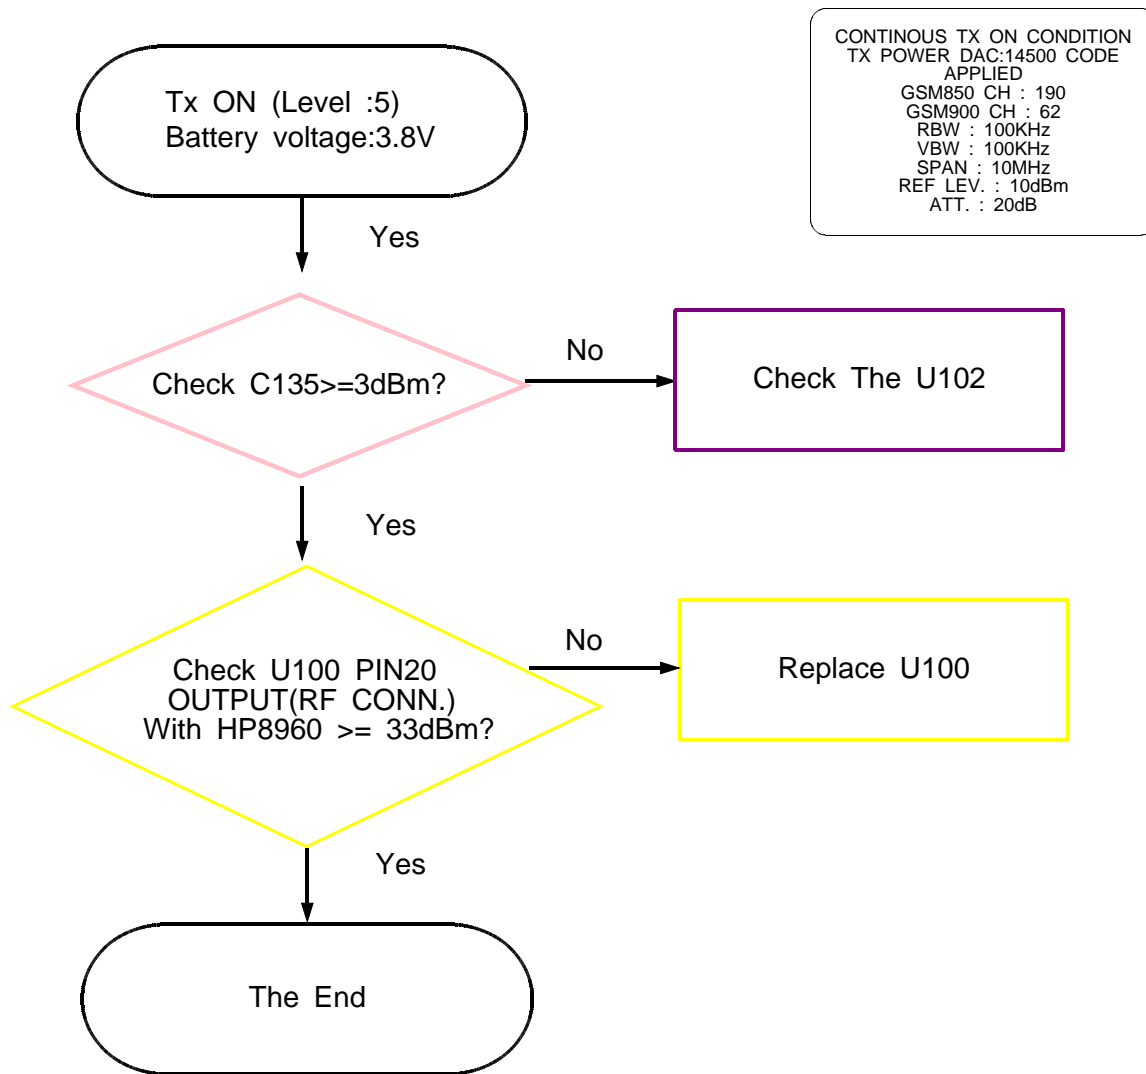 CONTINOUS TX ON CONDITION
TX POWER DAC:14500 CODE
APPLIED
GSM850 CH : 190
GSM900 CH : 62
RBW : 100KHz
VBW : 100KHz
SPAN : 10MHz
REF LEV. : 10dBm
ATT. : 20dB
Tx ON (Level :5)
Battery voltage:3.8V
Yes
Check C135>=3dBm?
No
Check The U102
Yes
Check U100 PIN20
OUTPUT(RF CONN.)
With HP8960 >= 33dBm?
No
Replace U100
Yes
The End